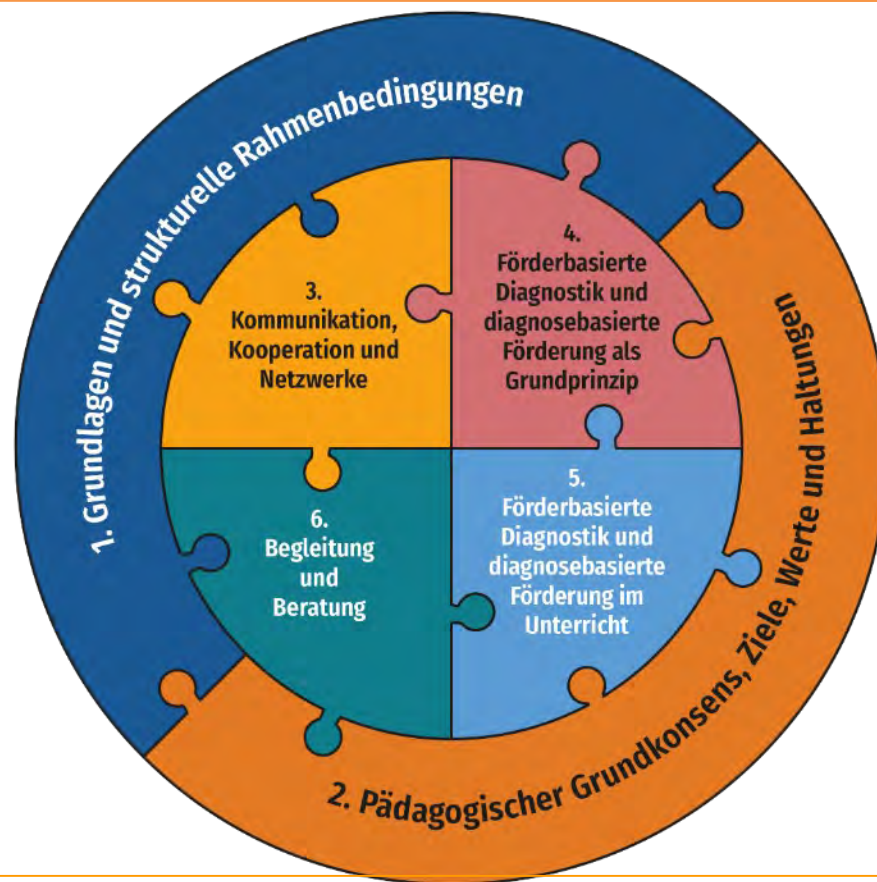 1. Grundlagen und strukturelle Rahmenbedingungen
2. Pädagogischer Grundkonsens, Ziele, Werte und Haltungen
3.
Kommunikation,
Kooperation und
Netzwerke
4.
Förderbasierte
Diagnostik und
diagnosebasierte
Förderung als
Grundprinzip
5.
Förderbasierte
Diagnostik und
diagnosebasierte
Förderung im
Unterricht
6.
Begleitung
und
Beratung